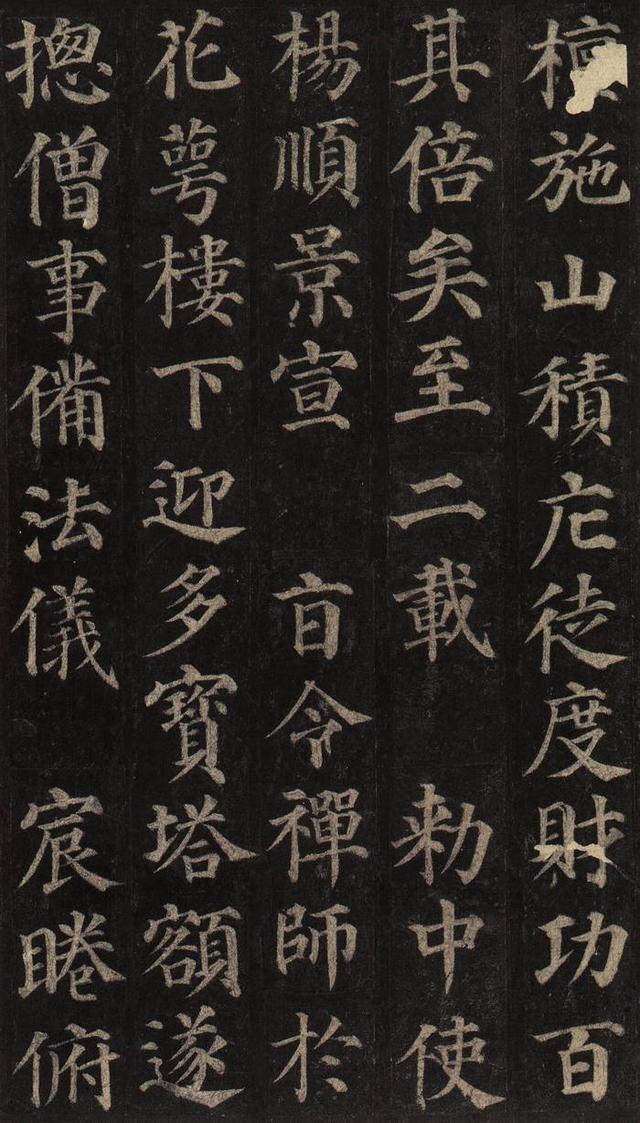 檀施山積庀徒度財功百
其倍矣至二載 敕中使
楊順景宣 旨令禪師於
花萼樓下迎多寶塔額遂
摠僧事備法儀 宸睠俯